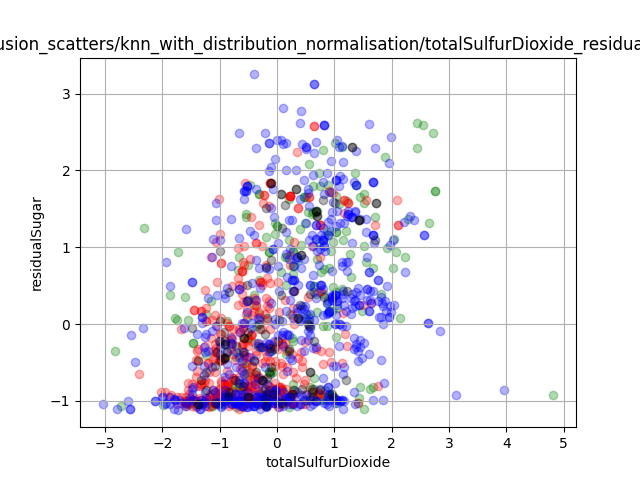 usion_scatters/knn_with_distribution_normalisation/totalSulfurDioxide_residua
residualSugar
3
2
1
0
−1
−3 −2 −1 0 1 2 3 4 5
totalSulfurDioxide